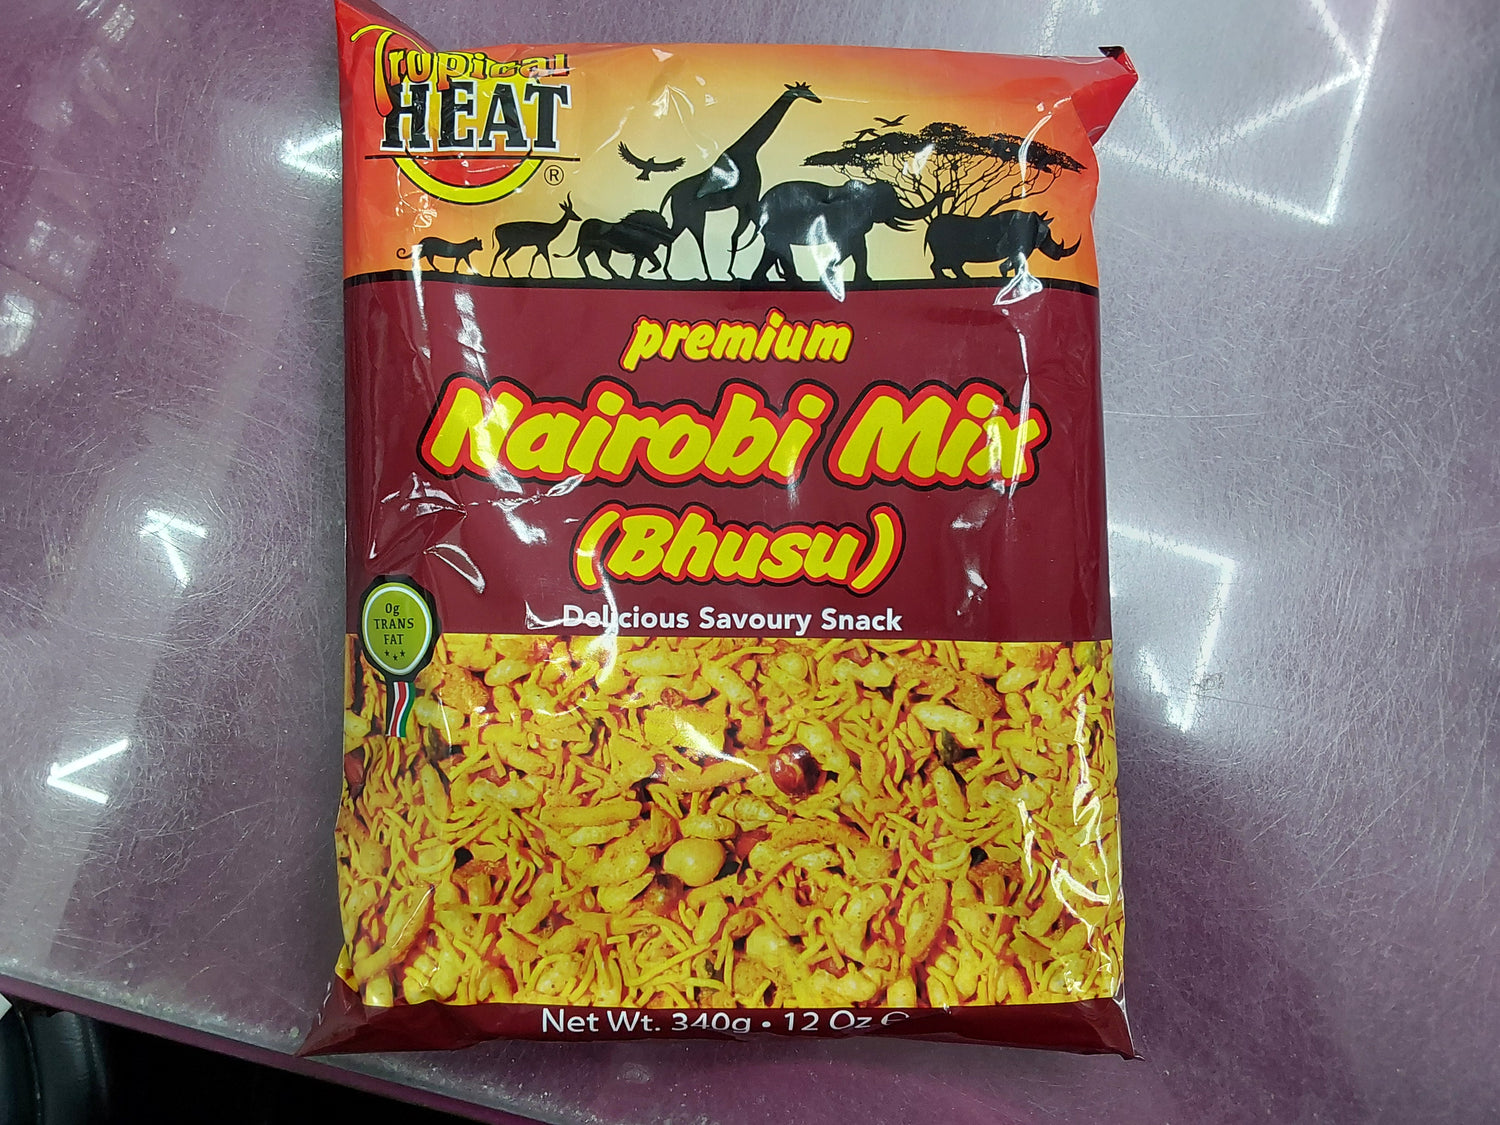 Tropical
HEAT
®
premium
Nairobi Mix
(Bhusu)
Delicious Savoury Snack
0g
TRANS
FAT
Net Wt. 340g • 12 Oz ℮